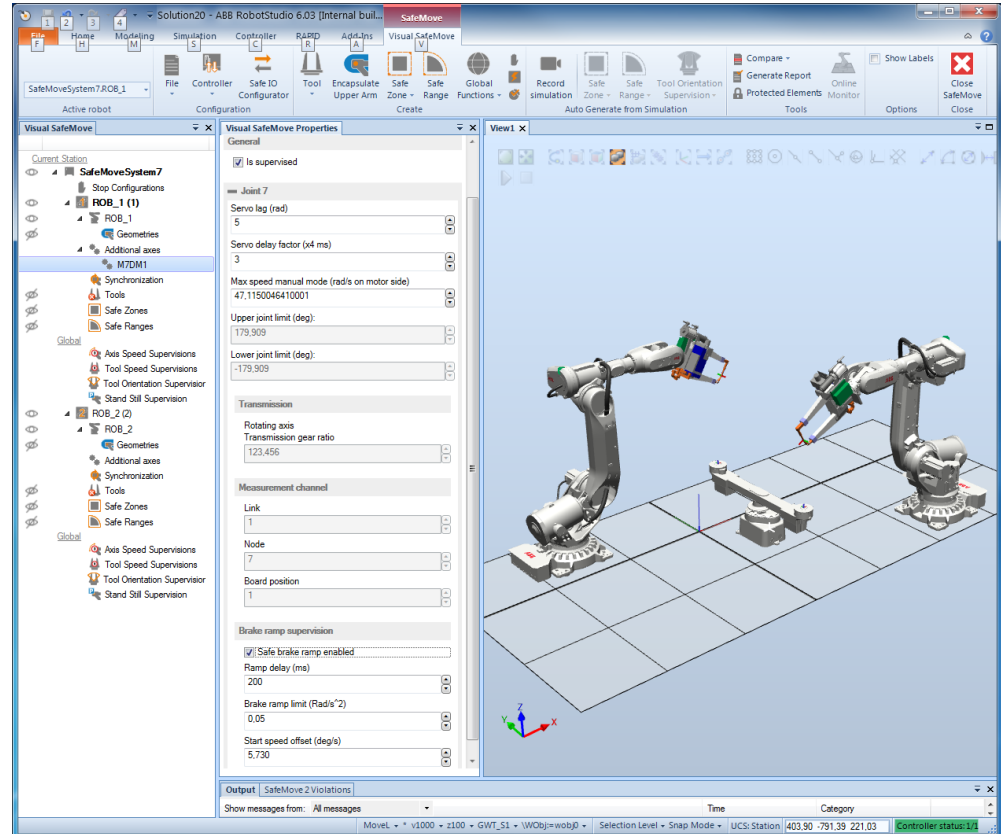 Solution20 - ABB RobotStudio 6.03 [Internal buil...
SafeMove
1 2 3 4
File Home Modeling Simulation Controller RAPID Add-Ins Visual SafeMove
F H M S C R A V
SafeMoveSystem7.ROB_1
File Controller Safe IO Configurator Tool Encapsulate Upper Arm Safe Zone Safe Range Global Functions Record simulation Safe Zone Safe Range Tool Orientation Supervision
Compare
Generate Report
Protected Elements
Online Monitor
Show Labels
Close SafeMove
Active robot Configuration Create Auto Generate from Simulation Tools Options Close
Visual SafeMove
Current Station
SafeMoveSystem7
Stop Configurations
ROB_1 (1)
ROB_1
Geometries
Additional axes
M7DM1
Synchronization
Tools
Safe Zones
Safe Ranges
Global
Axis Speed Supervisions
Tool Speed Supervisions
Tool Orientation Supervisior
Stand Still Supervision
ROB_2 (2)
ROB_2
Geometries
Additional axes
Synchronization
Tools
Safe Zones
Safe Ranges
Global
Axis Speed Supervisions
Tool Speed Supervisions
Tool Orientation Supervisior
Stand Still Supervision
Visual SafeMove Properties
General
Is supervised
Joint 7
Servo lag (rad)
5
Servo delay factor (x4 ms)
3
Max speed manual mode (rad/s on motor side)
47,1150046410001
Upper joint limit (deg):
179,909
Lower joint limit (deg):
-179,909
Transmission
Rotating axis
Transmission gear ratio
123,456
Measurement channel
Link
1
Node
7
Board position
1
Brake ramp supervision
Safe brake ramp enabled
Ramp delay (ms)
200
Brake ramp limit (Rad/s^2)
0,05
Start speed offset (deg/s)
5,730
View1
Z
Y
X
Output SafeMove 2 Violations
Show messages from: All messages Time Category
MoveL * v1000 z100 GWT_S1 \WObj:=wobj0 Selection Level Snap Mode UCS: Station 403,90 -791,39 221,03 Controller status: 1/1